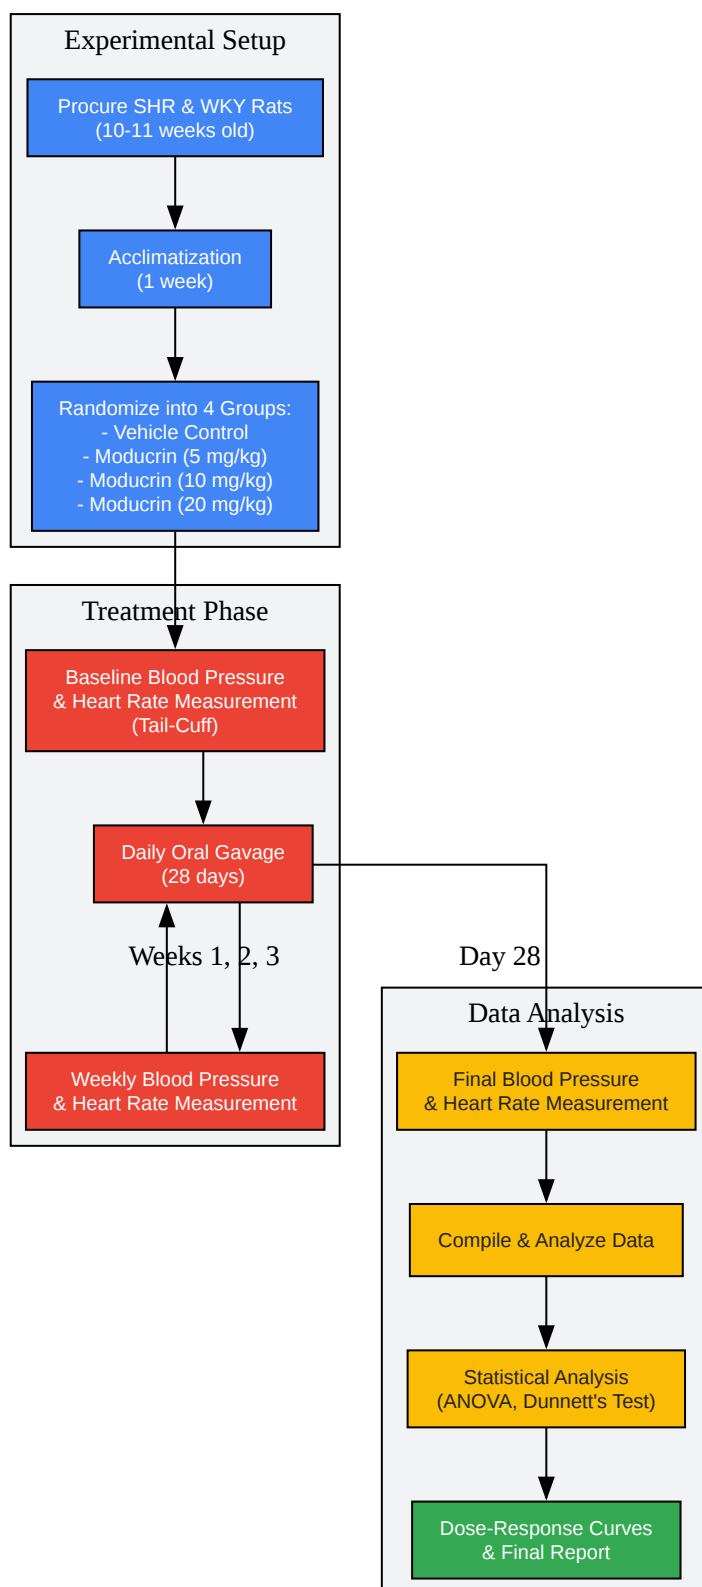 Experimental Setup
Procure SHR & WKY Rats
(10-11 weeks old)
Acclimatization
(1 week)
Randomize into 4 Groups:
- Vehicle Control
- Moducrin (5 mg/kg)
- Moducrin (10 mg/kg)
- Moducrin (20 mg/kg)
Treatment Phase
Baseline Blood Pressure
& Heart Rate Measurement
(Tail-Cuff)
Daily Oral Gavage
(28 days)
Weeks 1, 2, 3
Weekly Blood Pressure
& Heart Rate Measurement
Day 28
Data Analysis
Final Blood Pressure
& Heart Rate Measurement
Compile & Analyze Data
Statistical Analysis
(ANOVA, Dunnett's Test)
Dose-Response Curves
& Final Report